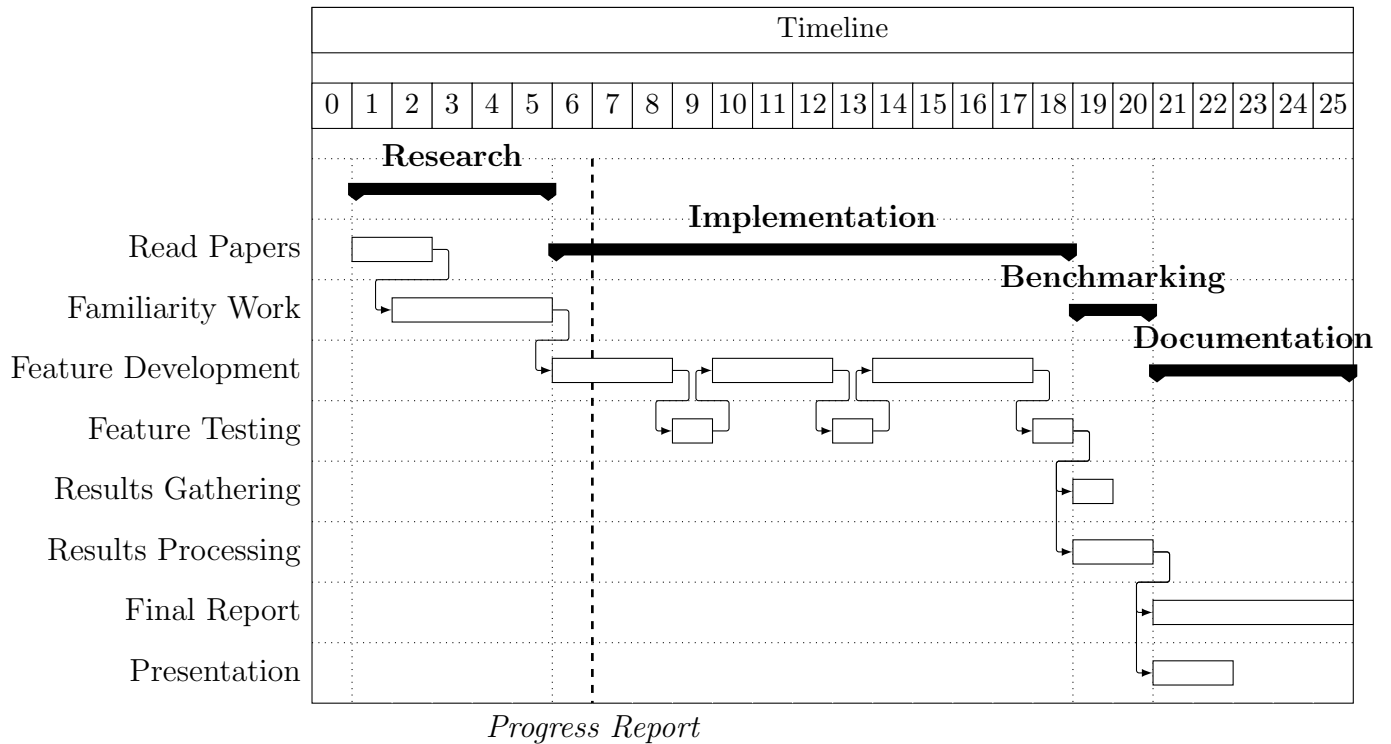 Timeline
0 1 2 3 4 5 6 7 8 9 10 11 12 13 14 15 16 17 18 19 20 21 22 23 24 25
Research
Implementation
Read Papers
Benchmarking
Familiarity Work
Documentation
Feature Development
Feature Testing
Results Gathering
Results Processing
Final Report
Presentation
Progress Report